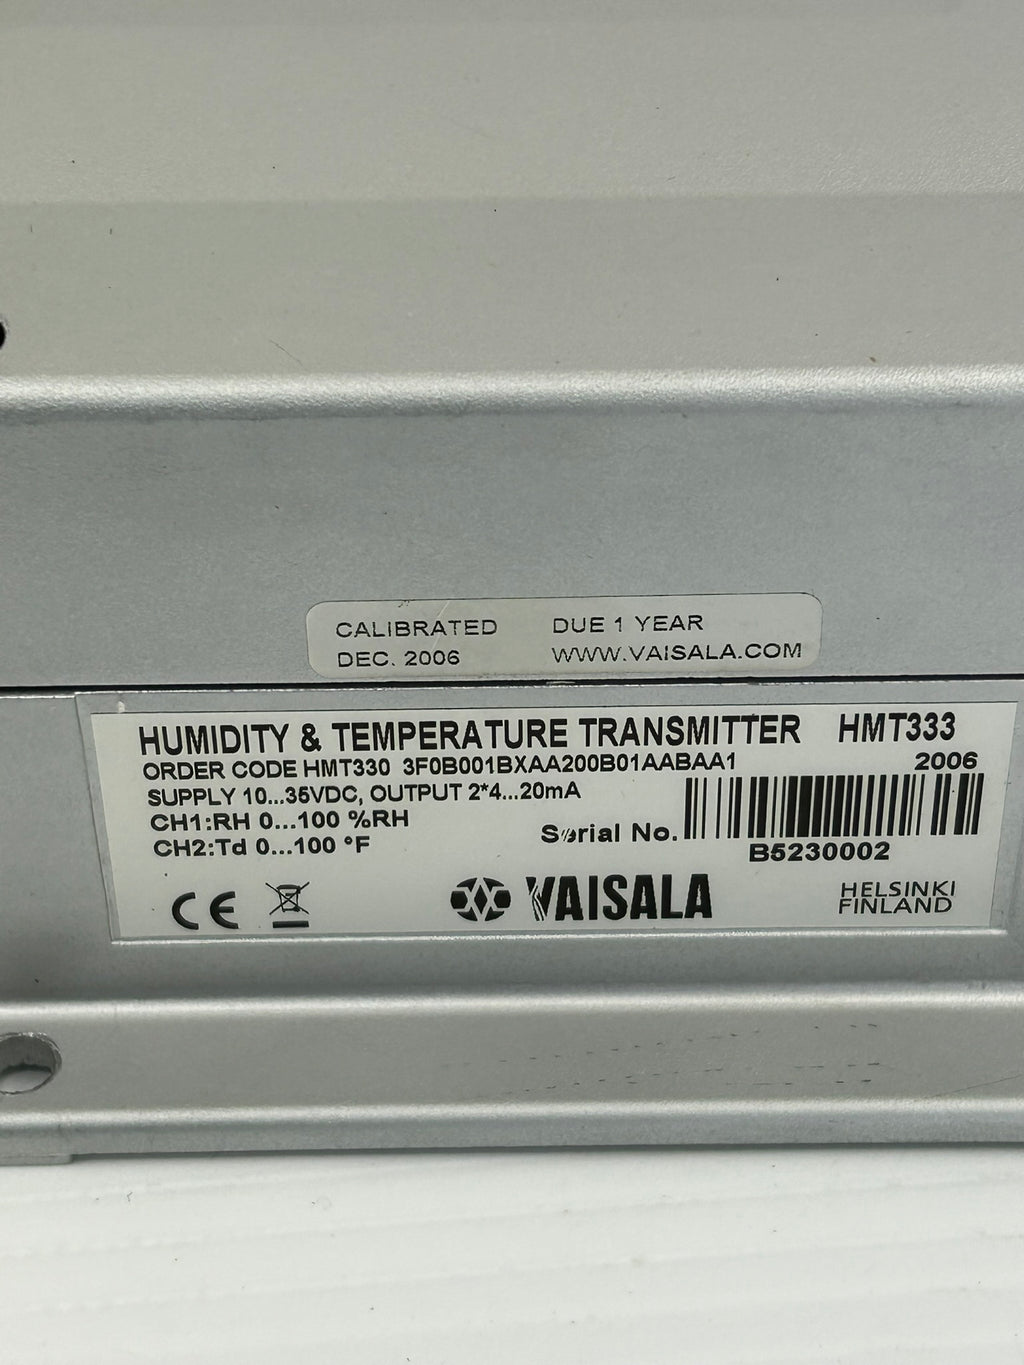 CALIBRATED DUE 1 YEAR
DEC. 2006 WWW.VAISALA.COM
HUMIDITY & TEMPERATURE TRANSMITTER HMT333
ORDER CODE HMT330 3F0B001BXAA200B01AABAA1 2006
SUPPLY 10...35VDC, OUTPUT 2*4...20mA
CH1:RH 0...100 %RH
CH2:Td 0...100 °F
Serial No.
B5230002
CE
VAISALA
HELSINKI
FINLAND